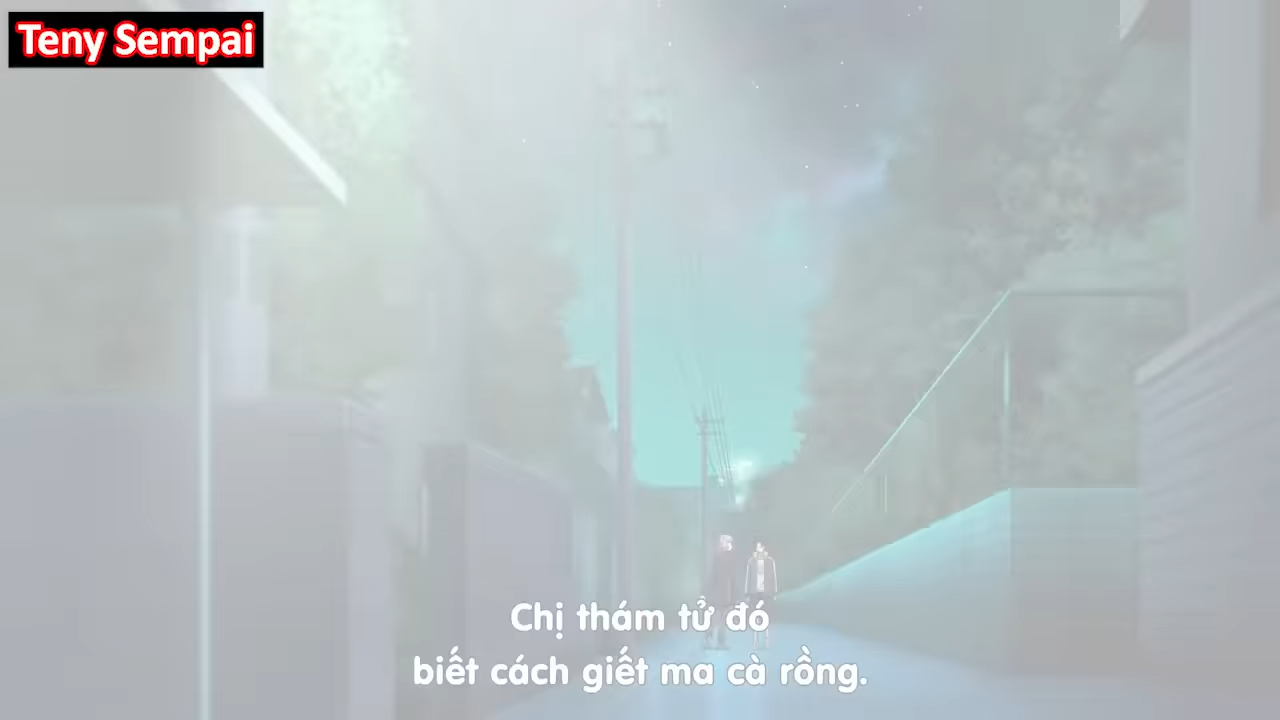 Teny Sempai
Chị thám tử đó
biết cách giết ma cà rồng.